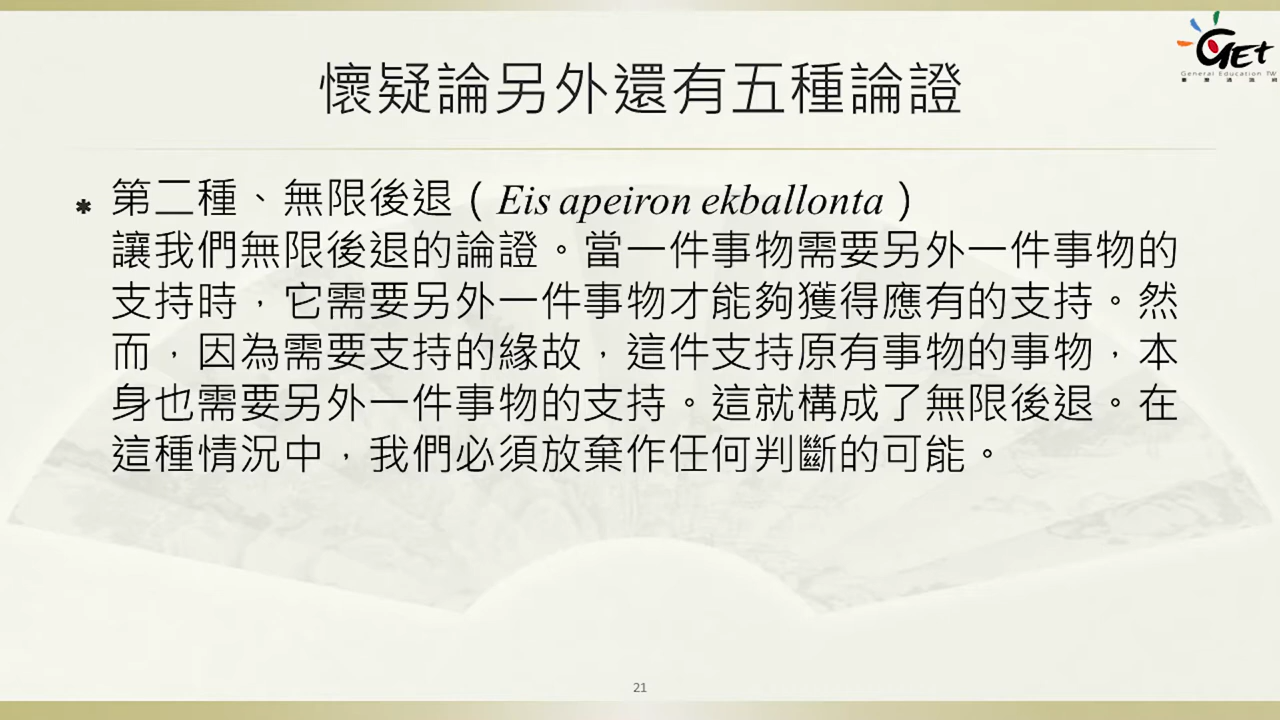 GET
General Education TW
懷疑論另外還有五種論證
* 第二種、無限後退（Eis apeiron ekballonta）
讓我們無限後退的論證。當一件事物需要另外一件事物的
支持時，它需要另外一件事物才能夠獲得應有的支持。然
而，因為需要支持的緣故，這件支持原有事物的事物，本
身也需要另外一件事物的支持。這就構成了無限後退。在
這種情況中，我們必須放棄作任何判斷的可能。
21